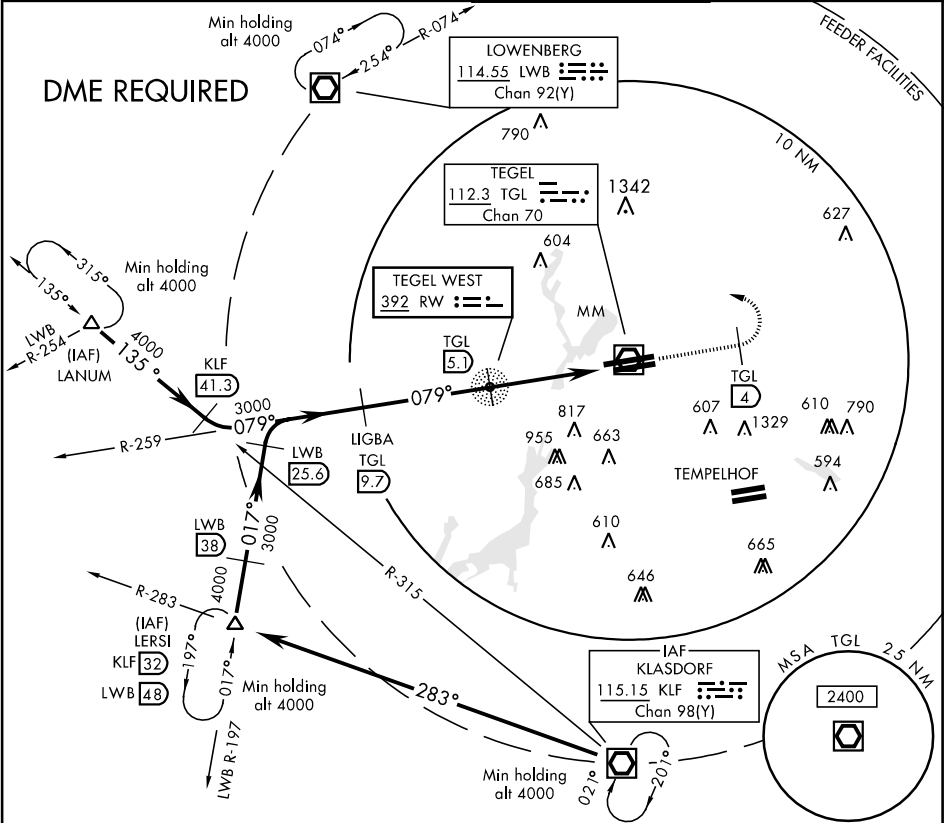 Min holding
alt 4000
074°
254°
R-074
FEEDER FACILITIES
DME REQUIRED
LOWENBERG
114.55 LWB
Chan 92(Y)
790
10 NM
TEGEL
112.3 TGL
Chan 70
1342
627
604
Min holding
alt 4000
315°
135°
TEGEL WEST
392 RW
MM
LWB
R-254
(IAF)
LANUM
4000
135°
KLF
41.3
TGL
5.1
079°
3000
079°
R-259
LIGBA
TGL
9.7
LWB
25.6
TGL
4
817
955
663
685
607
1329
610
790
TEMPELHOF
594
LWB
38
017°
3000
4000
R-315
610
665
646
R-283
(IAF)
LERSI
KLF 32
LWB 48
197°
017°
Min holding
alt 4000
LWB R-197
283°
IAF
KLASDORF
115.15 KLF
Chan 98(Y)
Min holding
alt 4000
021°
201°
MSA TGL 25 NM
2400